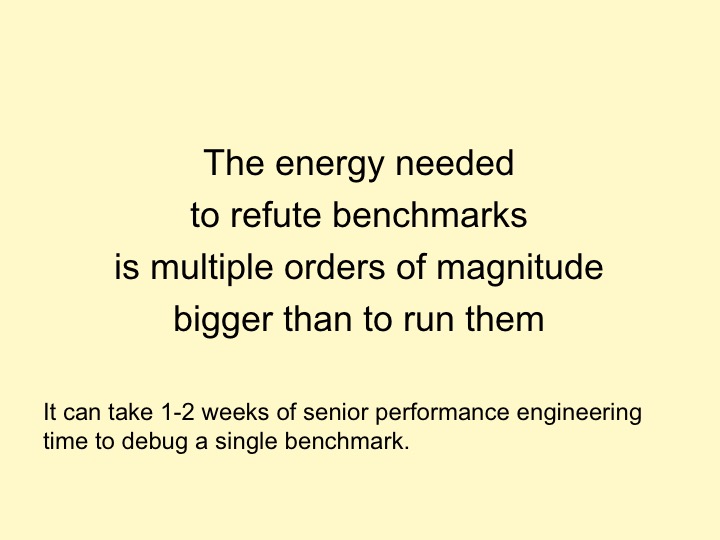 The energy needed
to refute benchmarks
is multiple orders of magnitude
bigger than to run them
It can take 1-2 weeks of senior performance engineering
time to debug a single benchmark.